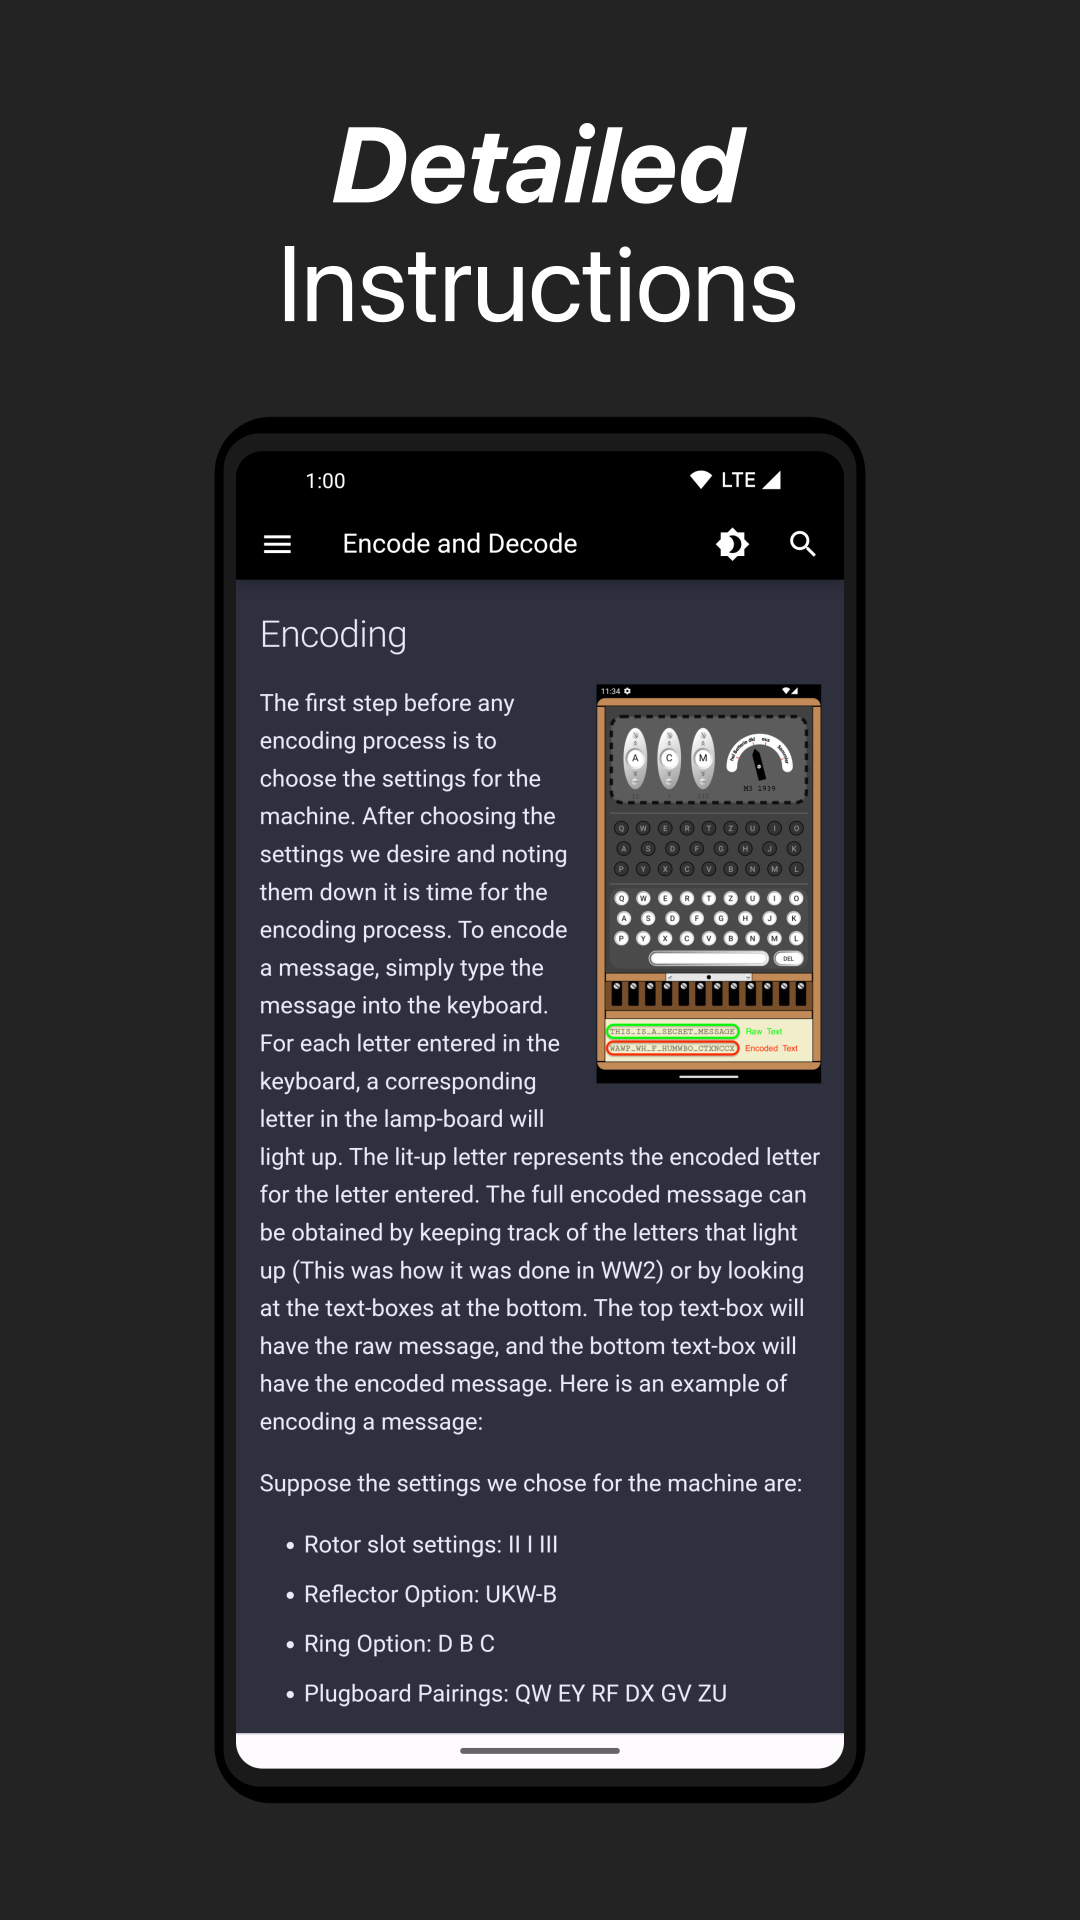 Detailed
Instructions
1:00
LTE
Encode and Decode
Encoding
The first step before any
encoding process is to
choose the settings for the
machine. After choosing the
settings we desire and noting
them down it is time for the
encoding process. To encode
a message, simply type the
message into the keyboard.
For each letter entered in the
keyboard, a corresponding
letter in the lamp-board will
light up. The lit-up letter represents the encoded letter
for the letter entered. The full encoded message can
be obtained by keeping track of the letters that light
up (This was how it was done in WW2) or by looking
at the text-boxes at the bottom. The top text-box will
have the raw message, and the bottom text-box will
have the encoded message. Here is an example of
encoding a message:
11:34
A C M
aus
M3 1939
Q W E R T Z U I O
A S D F G H J K
P Y X C V B N M L
Q W E R T Z U I O
A S D F G H J K
P Y X C V B N M L
DEL
THIS_IS_A_SECRET_MESSAGE Raw Text
WAWP_WH_F_HUMWBO_CTXNCCX Encoded Text
Suppose the settings we chose for the machine are:
• Rotor slot settings: II I III
• Reflector Option: UKW-B
• Ring Option: D B C
• Plugboard Pairings: QW EY RF DX GV ZU